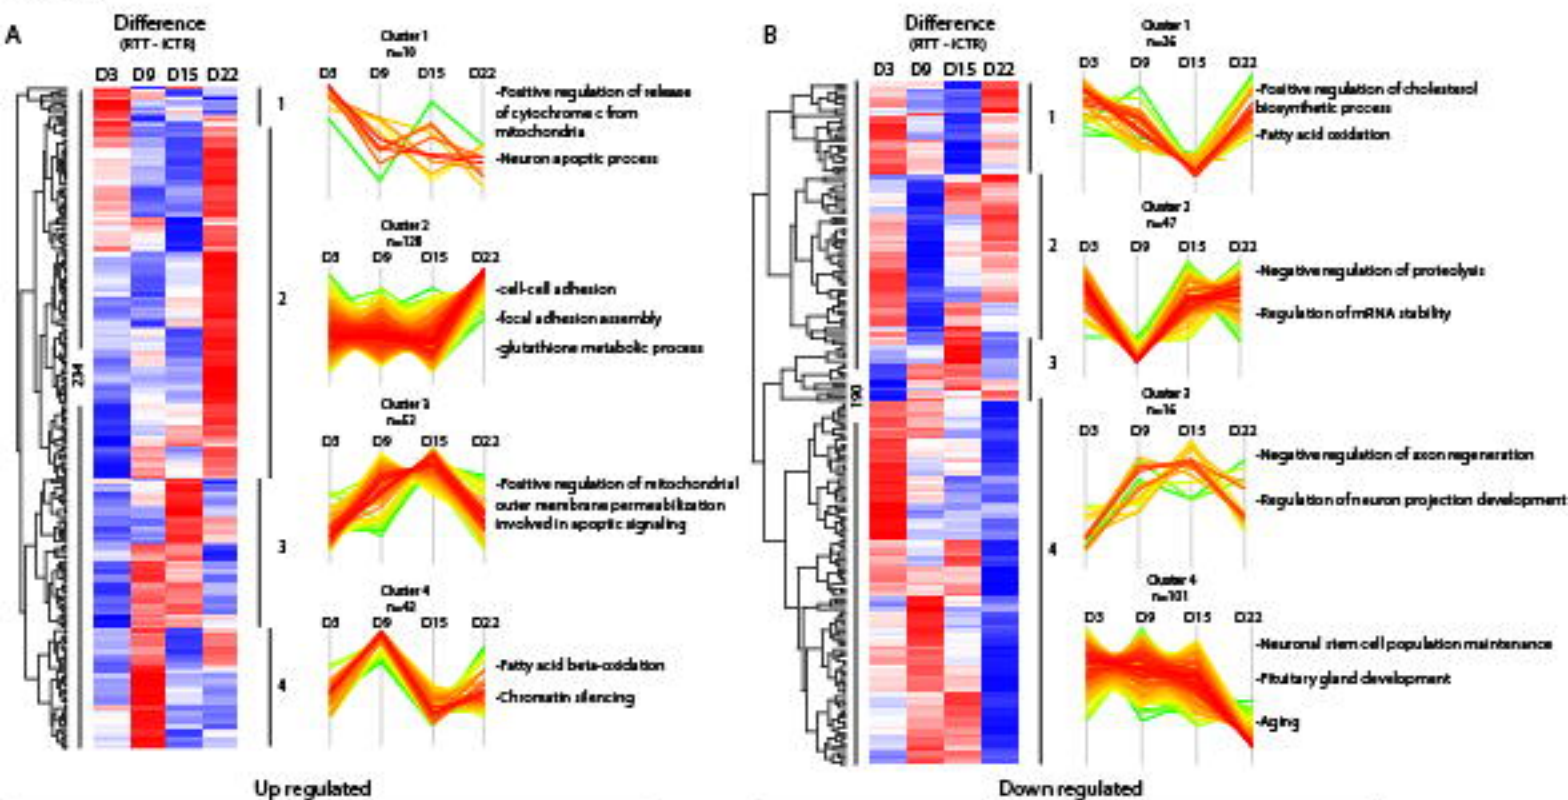 A
Difference
(RTT - iCTR)
D3 D9 D15 D22
1
2
3
4
234
Cluster 1
n=10
D3 D9 D15 D22
-Positive regulation of release
of cytochrome c from
mitochondria
-Neuron apoptic process
Cluster 2
n=128
D3 D9 D15 D22
-cell-cell adhesion
-focal adhesion assembly
-glutathione metabolic process
Cluster 3
D3 D9 D15 D22
-Positive regulation of mitochondrial
outer membrane permeabilization
involved in apoptic signaling
Cluster 4
D3 D9 D15 D22
-Fatty acid beta-oxidation
-Chromatin silencing
Up regulated
B
Difference
(RTT - iCTR)
D3 D9 D15 D22
1
2
3
4
190
Cluster 1
n=26
D3 D9 D15 D22
-Positive regulation of cholesterol
biosynthetic process
-Fatty acid oxidation
Cluster 2
n=47
D3 D9 D15 D22
-Negative regulation of proteolysis
-Regulation of mRNA stability
Cluster 3
n=16
D3 D9 D15 D22
-Negative regulation of axon regeneration
-Regulation of neuron projection development
Cluster 4
n=101
D3 D9 D15 D22
-Neuronal stem cell population maintenance
-Pituitary gland development
-Aging
Down regulated